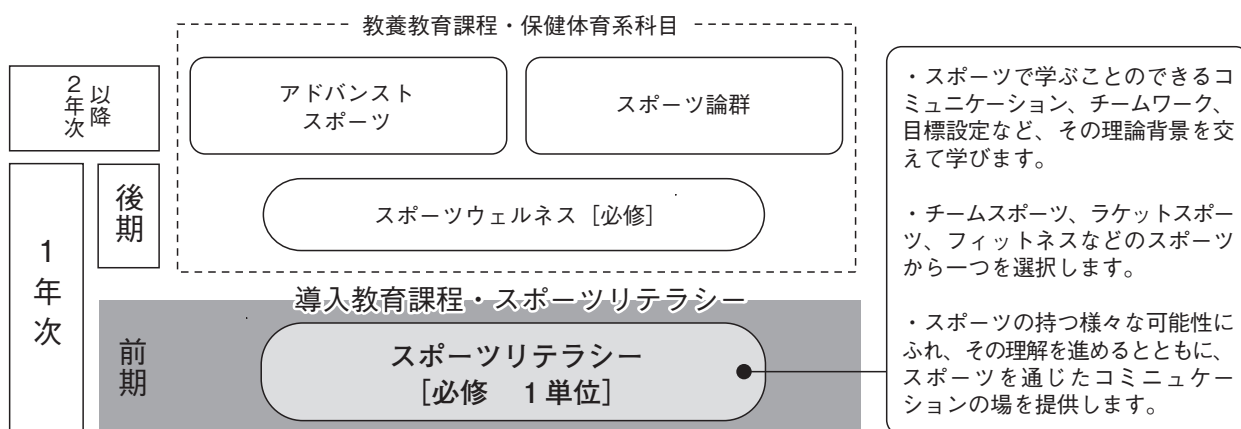 教養教育課程・保健体育系科目
2年次
以降
アドバンスト
スポーツ
スポーツ論群
1年次
後期
スポーツウェルネス［必修］
導入教育課程・スポーツリテラシー
前期
スポーツリテラシー
［必修　1単位］
・スポーツで学ぶことのできるコ
ミュニケーション、チームワーク、
目標設定など、その理論背景を交
えて学びます。
・チームスポーツ、ラケットスポー
ツ、フィットネスなどのスポーツ
から一つを選択します。
・スポーツの持つ様々な可能性に
ふれ、その理解を進めるとともに、
スポーツを通じたコミニュケー
ションの場を提供します。